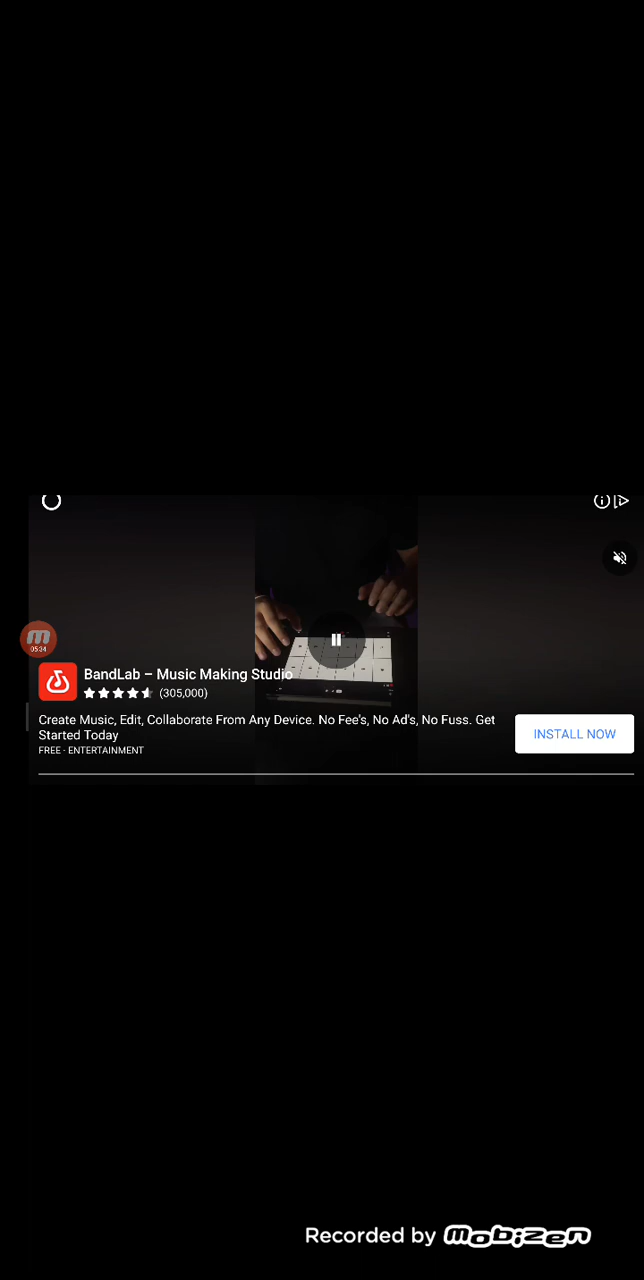 05:34
BandLab – Music Making Studio
(305,000)
Create Music, Edit, Collaborate From Any Device. No Fee's, No Ad's, No Fuss. Get
Started Today
INSTALL NOW
FREE · ENTERTAINMENT
Recorded by mobizen